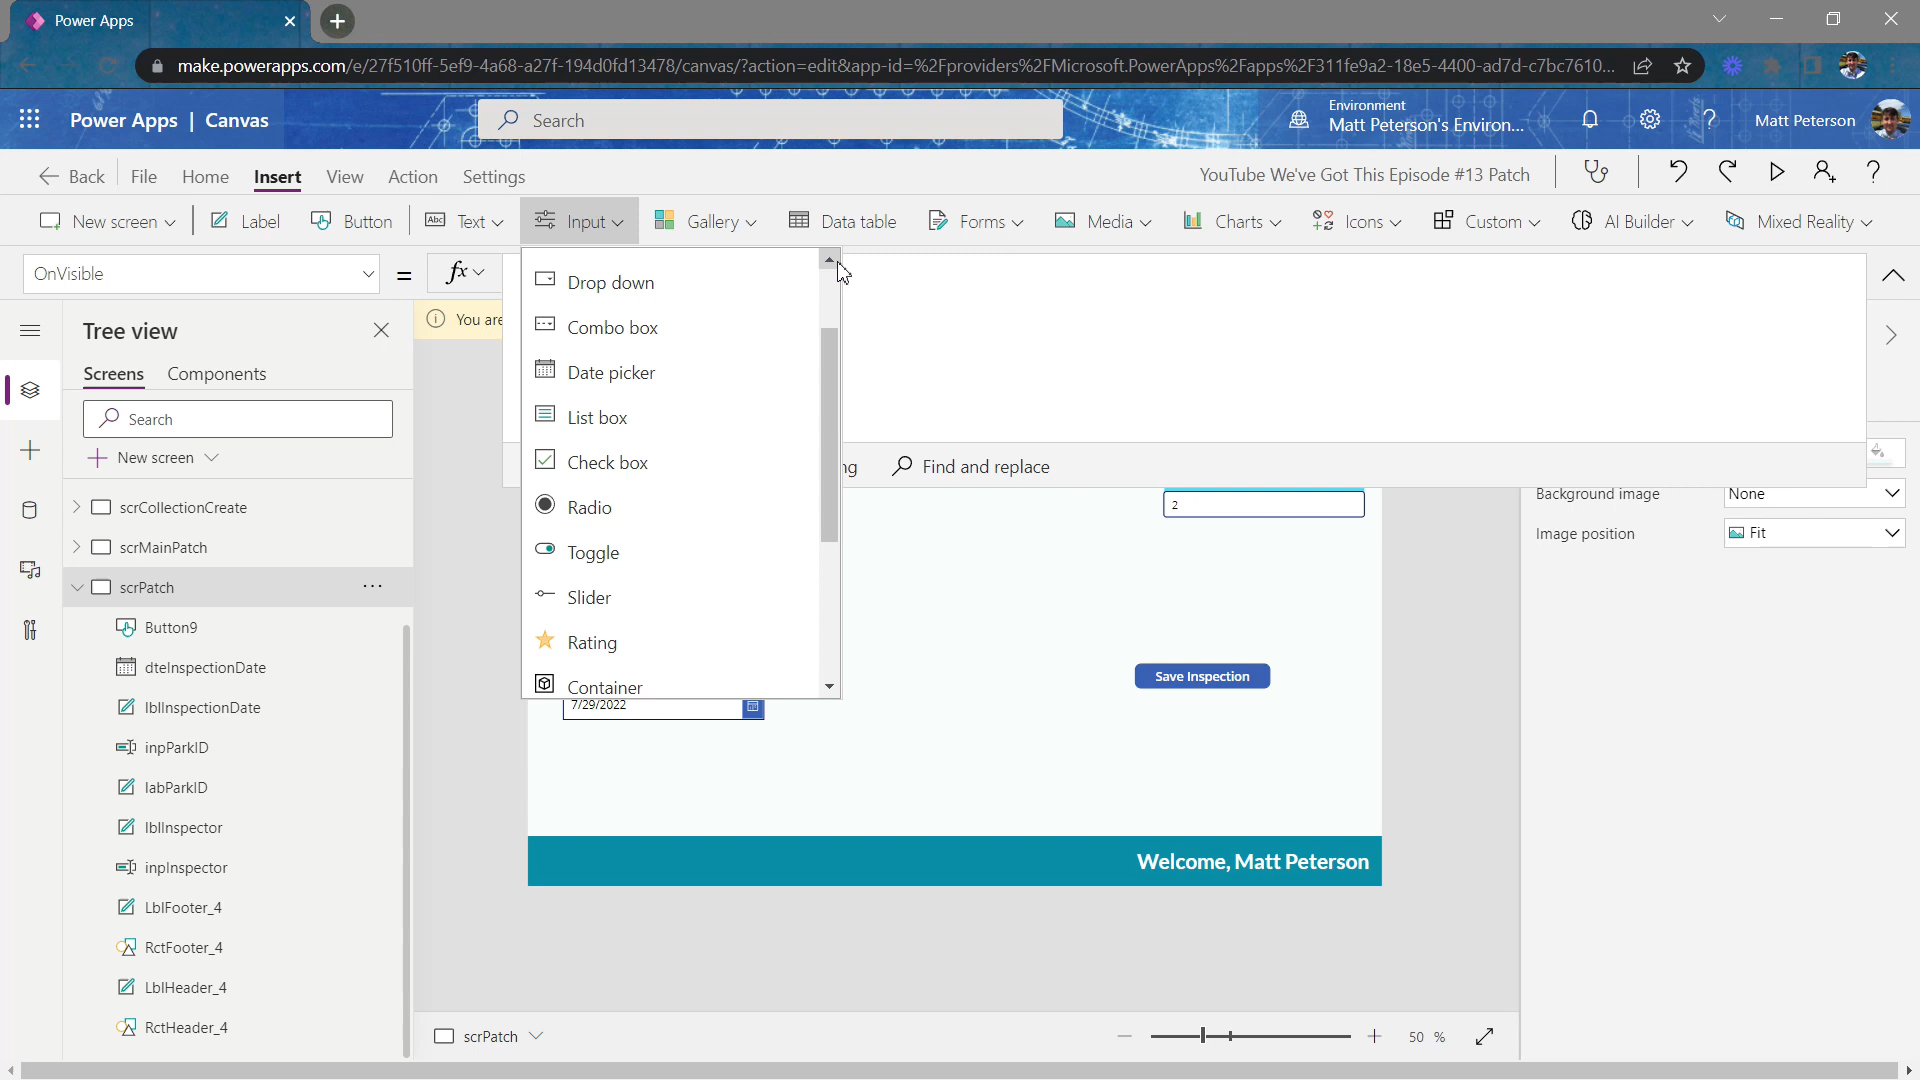 Power Apps
make.powerapps.com/e/27f510ff-5ef9-4a68-a27f-194d0fd13478/canvas/?action=edit&app-id=%2Fproviders%2FMicrosoft.PowerApps%2Fapps%2F311fe9a2-18e5-4400-ad7d-c7bc7610...
Power Apps | Canvas
Search
Environment
Matt Peterson's Environ...
Matt Peterson
Back
File
Home
Insert
View
Action
Settings
YouTube We've Got This Episode #13 Patch
New screen
Label
Button
Abc
Text
Input
Gallery
Data table
Forms
Media
Charts
Icons
Custom
AI Builder
Mixed Reality
OnVisible
=
fx
Drop down
Combo box
Date picker
List box
Check box
Radio
Toggle
Slider
Rating
Container
You are
ng
Find and replace
Tree view
Screens
Components
Search
New screen
scrCollectionCreate
scrMainPatch
scrPatch
Button9
dteInspectionDate
lblInspectionDate
inpParkID
labParkID
lblInspector
inpInspector
LblFooter_4
RctFooter_4
LblHeader_4
RctHeader_4
2
Save Inspection
7/29/2022
Welcome, Matt Peterson
Background image
None
Image position
Fit
scrPatch
50 %